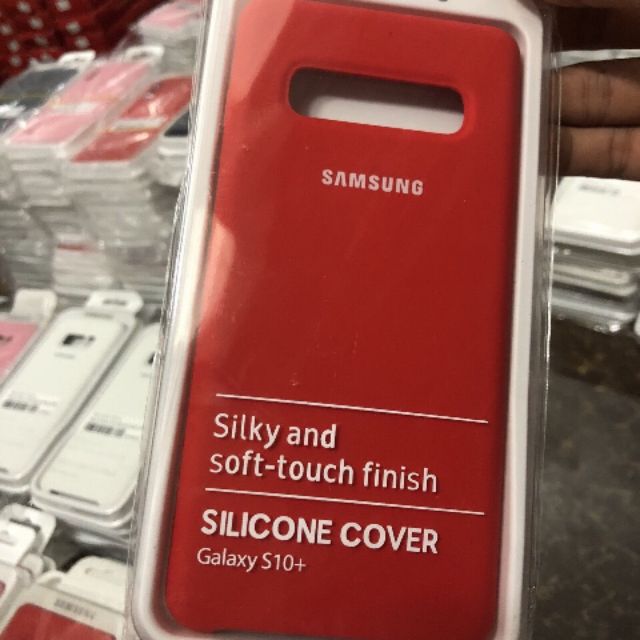 SAMSUNG
Silky and
soft-touch finish
SILICONE COVER
Galaxy S10+